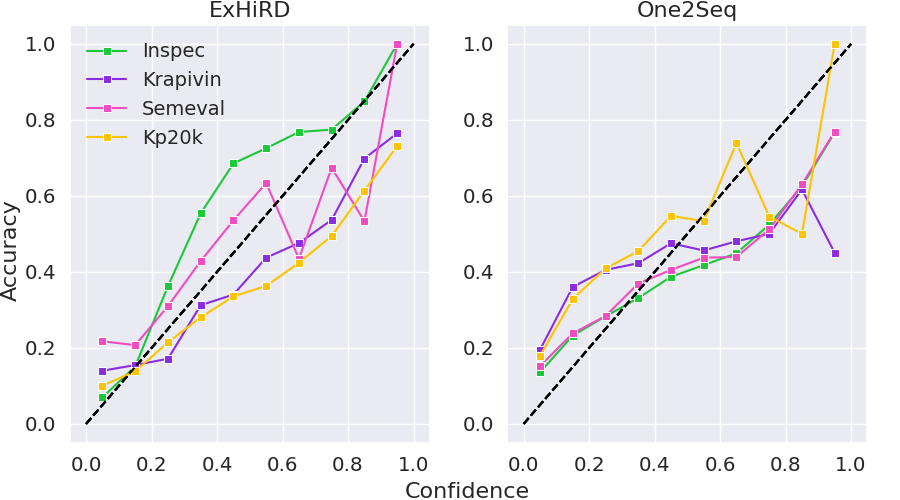 ExHiRD
One2Seq
Accuracy
1.0
0.8
0.6
0.4
0.2
0.0
Inspec
Krapivin
Semeval
Kp20k
0.0 0.2 0.4 0.6 0.8 1.0
1.0
0.8
0.6
0.4
0.2
0.0
0.0 0.2 0.4 0.6 0.8 1.0
Confidence